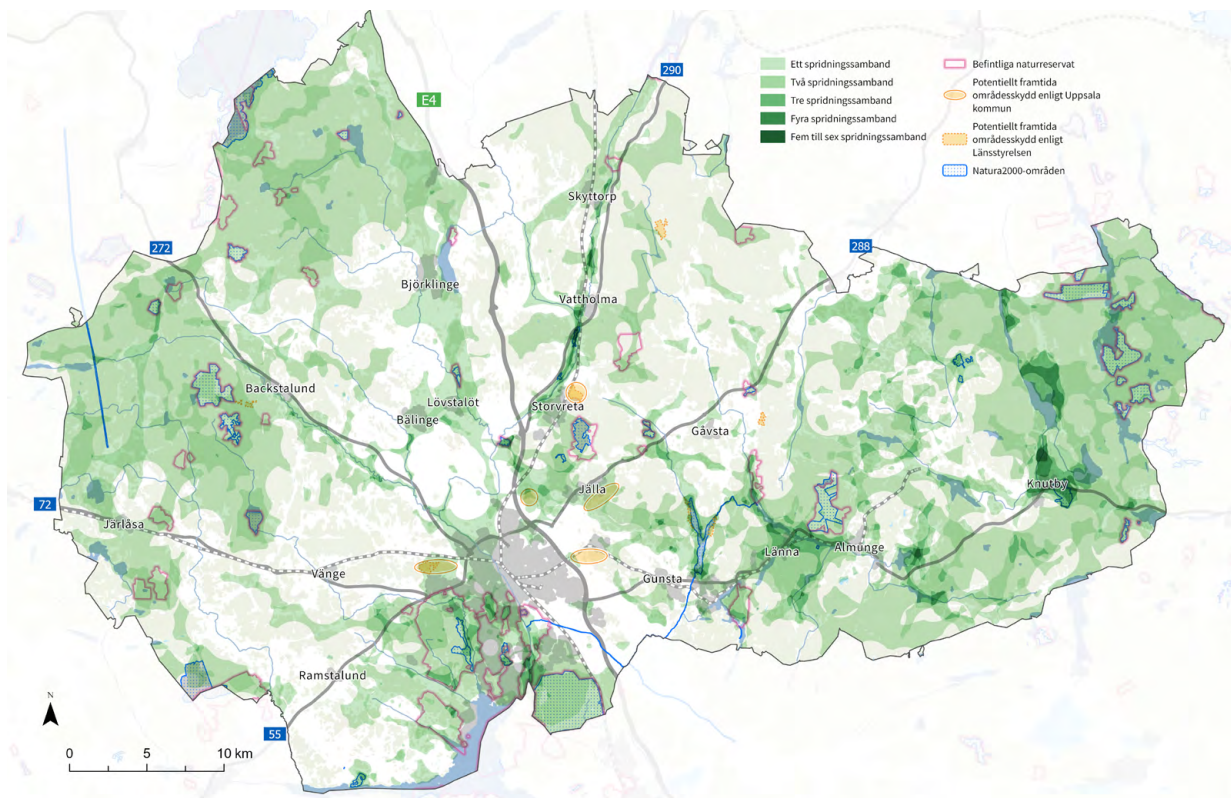 290
E4
272
288
72
55
Ett spridningssamband
Två spridningssamband
Tre spridningssamband
Fyra spridningssamband
Fem till sex spridningssamband
Befintliga naturreservat
Potentiellt framtida
områdesskydd enligt Uppsala
kommun
Potentiellt framtida
områdesskydd enligt
Länsstyrelsen
Natura2000-områden
Skyttorp
Björklinge
Vattholma
Backstalund
Lövstalöt
Storvreta
Bälinge
Gåvsta
Jälla
Knutby
Järlåsa
Länna
Almunge
Vänge
Gunsta
Ramstalund
N
0 5 10 km